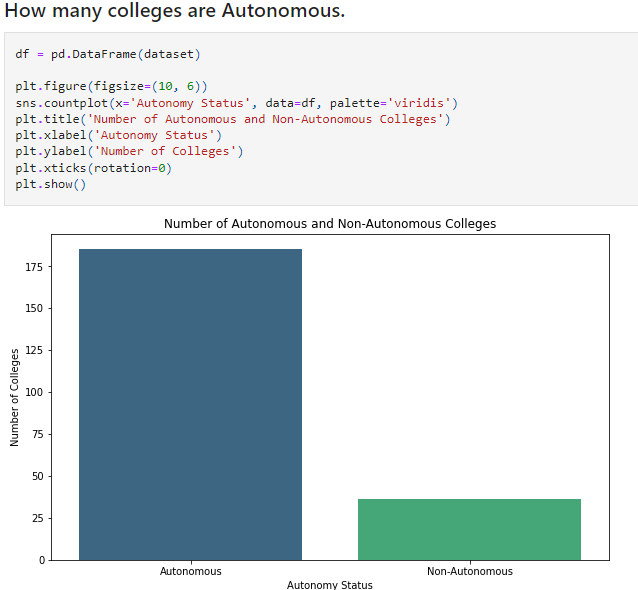 How many colleges are Autonomous.
df = pd.DataFrame(dataset)
plt.figure(figsize=(10, 6))
sns.countplot(x='Autonomy Status', data=df, palette='viridis')
plt.title('Number of Autonomous and Non-Autonomous Colleges')
plt.xlabel('Autonomy Status')
plt.ylabel('Number of Colleges')
plt.xticks(rotation=0)
plt.show()
Number of Autonomous and Non-Autonomous Colleges
Number of Colleges
175
150
125
100
75
50
25
0
Autonomous Non-Autonomous
Autonomy Status